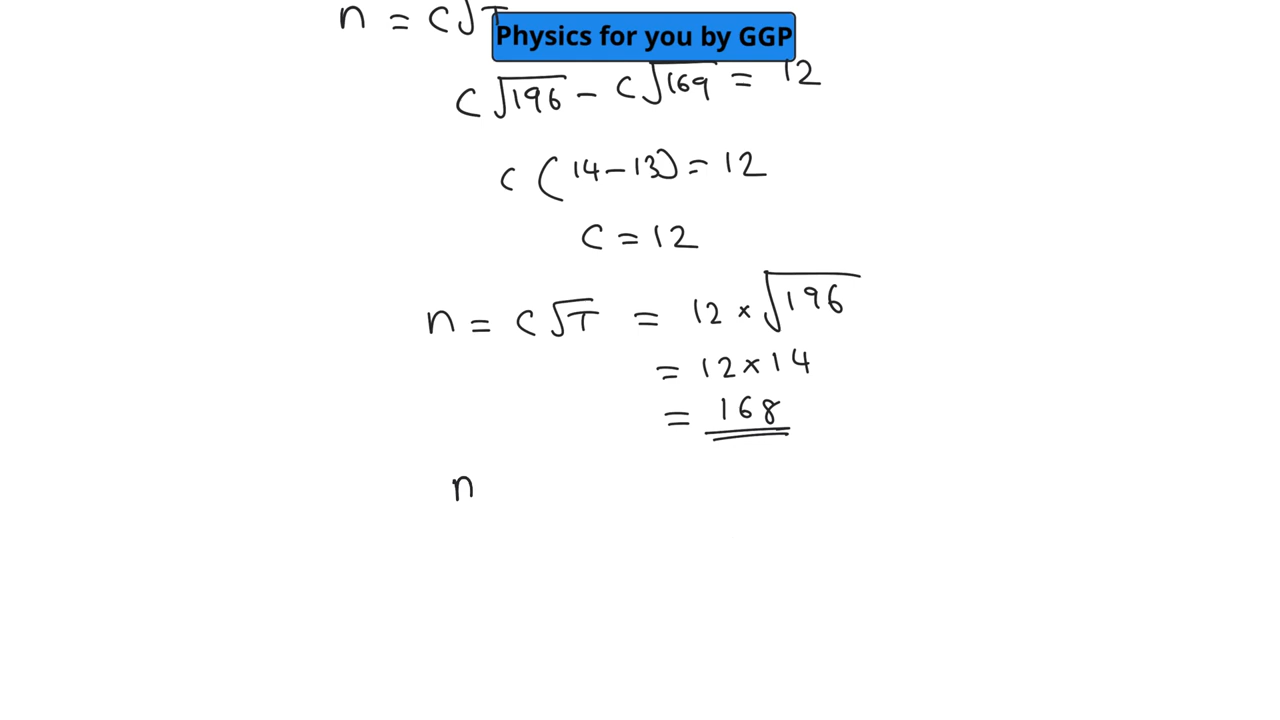 n = c√T
Physics for you by GGP
c√196 - c√169 = 12
c (14-13) = 12
c = 12
n = c√T = 12 × √196
= 12 × 14
= 168
n